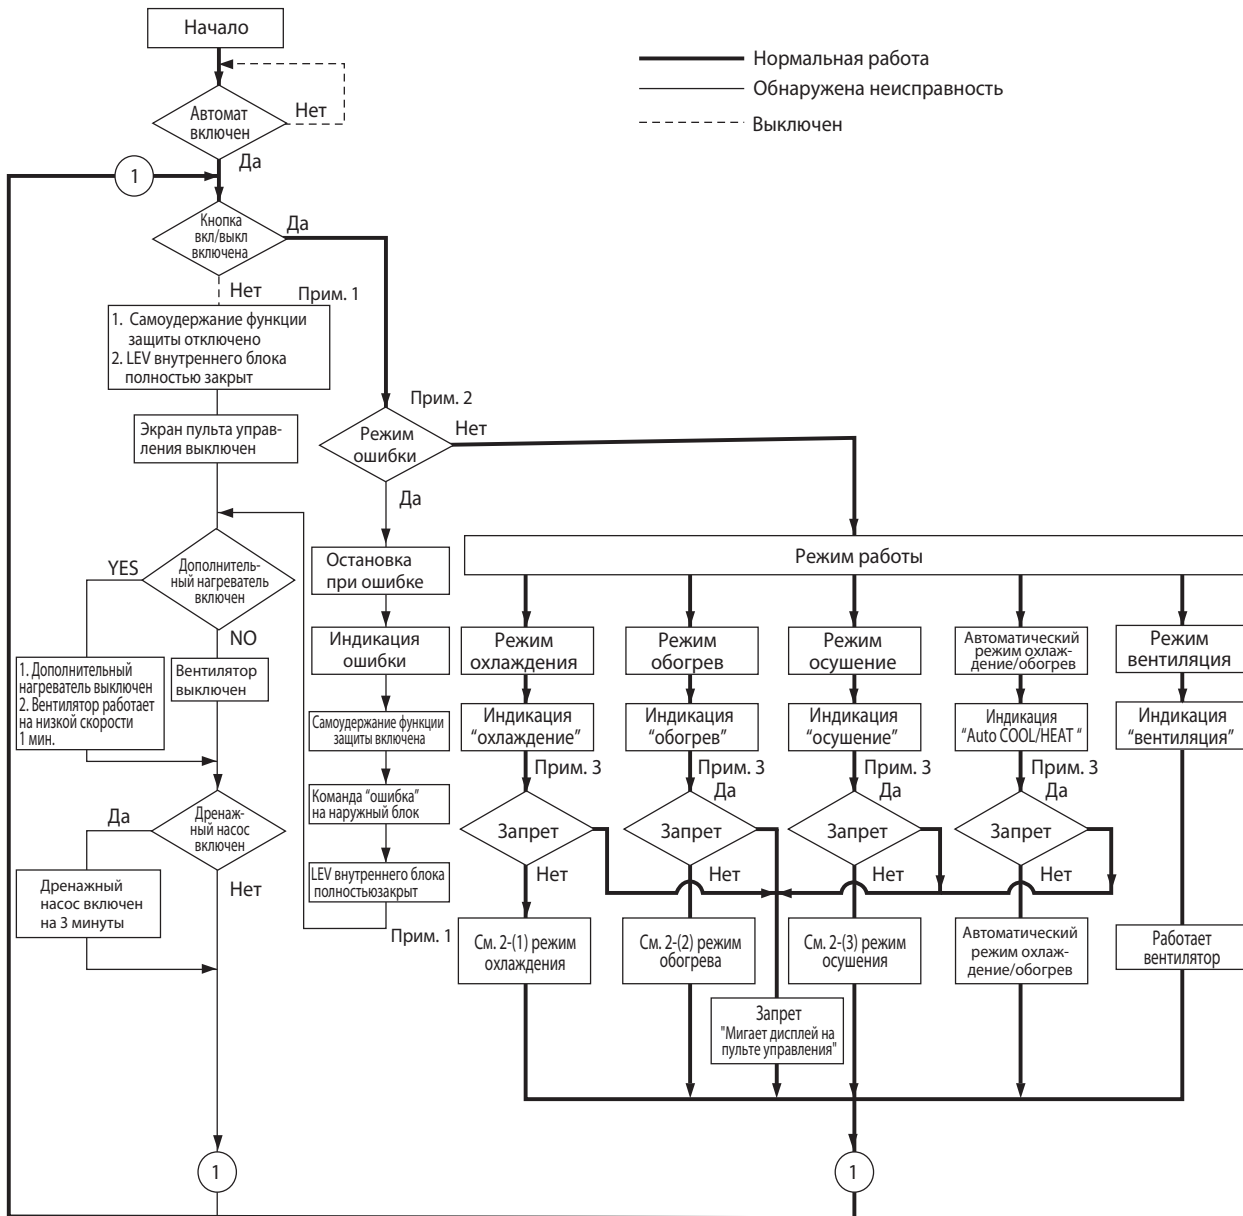 Начало
Нормальная работа
Обнаружена неисправность
Выключен
Автомат
включен
Нет
Да
1
Кнопка
вкл/выкл
включена
Да
Нет
Прим. 1
1. Самоудержание функции
защиты отключено
2. LEV внутреннего блока
полностью закрыт
Экран пульта управ-
ления выключен
Прим. 2
Режим
ошибки
Нет
Да
YES
Дополнитель-
ный нагреватель
включен
NO
1. Дополнительный
нагреватель выключен
2. Вентилятор работает
на низкой скорости
1 мин.
Вентилятор
выключен
Да
Дренаж-
ный насос
включен
Нет
Дренажный
насос включен
на 3 минуты
1
Остановка
при ошибке
Индикация
ошибки
Самоудержание функции
защиты включена
Команда “ошибка”
на наружный блок
LEV внутреннего блока
полностьюзакрыт
Прим. 1
Режим работы
Режим
охлаждения
Режим
обогрев
Режим
осушение
Автоматический
режим охлаж-
дение/обогрев
Режим
вентиляция
Индикация
“охлаждение”
Индикация
“обогрев”
Индикация
“осушение”
Индикация
“Auto COOL/HEAT “
Индикация
“вентиляция”
Прим. 3
Прим. 3
Прим. 3
Прим. 3
Да
Да
Да
Запрет
Запрет
Запрет
Запрет
Нет
Нет
Нет
Нет
См. 2-(1) режим
охлаждения
См. 2-(2) режим
обогрева
См. 2-(3) режим
осушения
Автоматический
режим охлаж-
дение/обогрев
Работает
вентилятор
Запрет
"Мигает дисплей на
пульте управления"
1